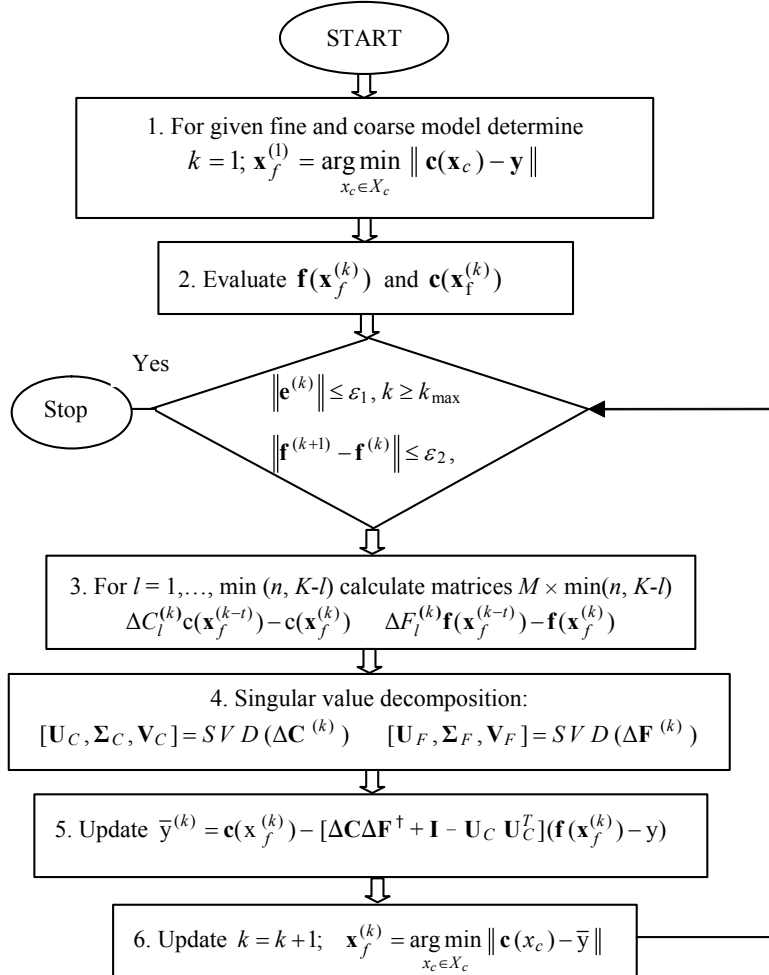 START
1. For given fine and coarse model determine
k = 1; x_f^(1) = arg min_{x_c∈X_c} ‖ c(x_c) − y ‖
2. Evaluate f(x_f^(k)) and c(x_f^(k))
Yes
Stop
‖e^(k)‖ ≤ ε_1, k ≥ k_max
‖f^(k+1) − f^(k)‖ ≤ ε_2,
3. For l = 1,…, min (n, K-l) calculate matrices M × min(n, K-l)
ΔC_l^(k) c(x_f^(k−t)) − c(x_f^(k)) ΔF_l^(k) f(x_f^(k−t)) − f(x_f^(k))
4. Singular value decomposition:
[U_C, Σ_C, V_C] = SVD(ΔC^(k)) [U_F, Σ_F, V_F] = SVD(ΔF^(k))
5. Update ȳ^(k) = c(x_f^(k)) − [ΔCΔF^† + I - U_C U_C^T](f(x_f^(k)) − y)
6. Update k = k+1; x_f^(k) = arg min_{x_c∈X_c} ‖ c(x_c) − ȳ ‖